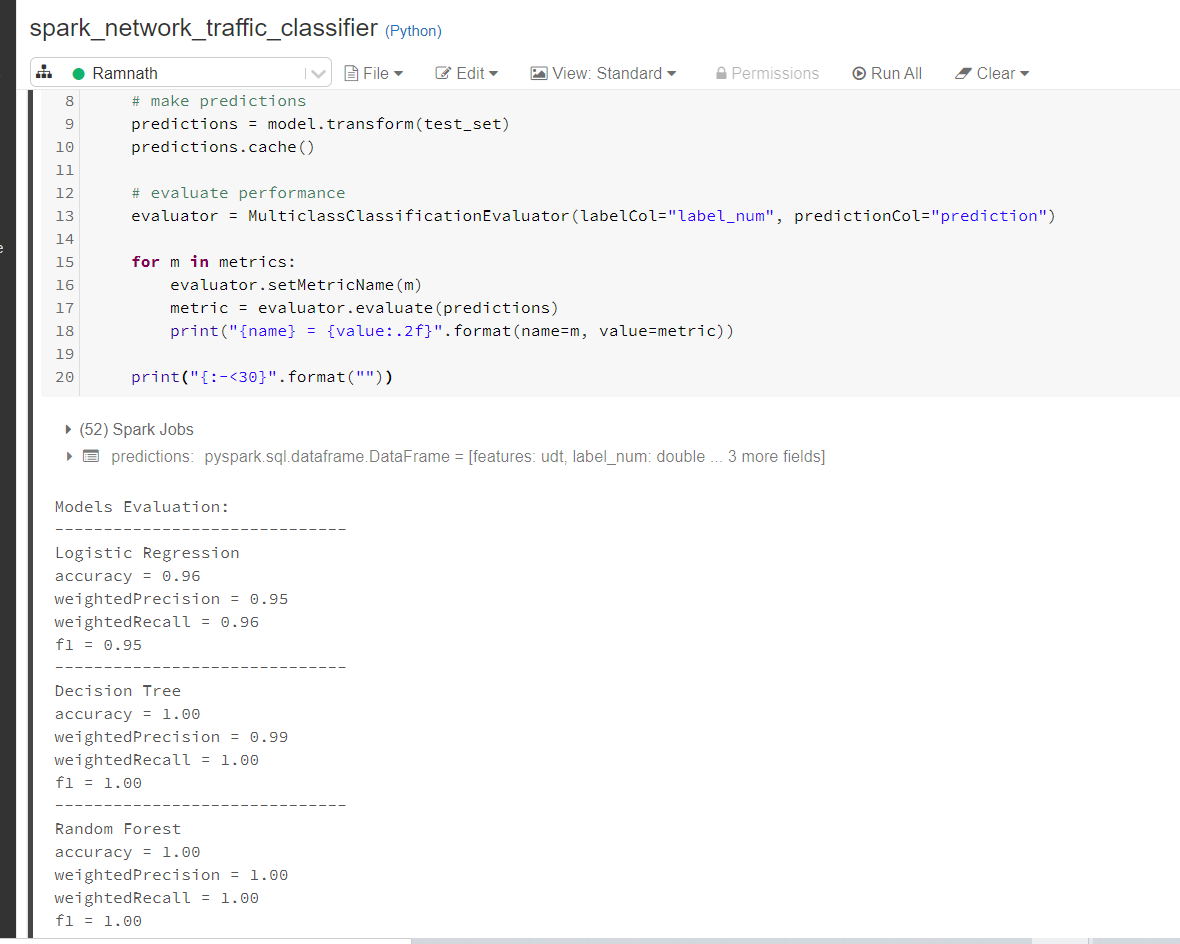 spark_network_traffic_classifier (Python)
Ramnath File Edit View: Standard Permissions Run All Clear
8 # make predictions
9 predictions = model.transform(test_set)
10 predictions.cache()
11
12 # evaluate performance
13 evaluator = MulticlassClassificationEvaluator(labelCol="label_num", predictionCol="prediction")
14
15 for m in metrics:
16 evaluator.setMetricName(m)
17 metric = evaluator.evaluate(predictions)
18 print("{name} = {value:.2f}".format(name=m, value=metric))
19
20 print("{:-<30}".format(""))
e
(52) Spark Jobs
predictions: pyspark.sql.dataframe.DataFrame = [features: udt, label_num: double ... 3 more fields]
Models Evaluation:
------------------------------
Logistic Regression
accuracy = 0.96
weightedPrecision = 0.95
weightedRecall = 0.96
f1 = 0.95
------------------------------
Decision Tree
accuracy = 1.00
weightedPrecision = 0.99
weightedRecall = 1.00
f1 = 1.00
------------------------------
Random Forest
accuracy = 1.00
weightedPrecision = 1.00
weightedRecall = 1.00
f1 = 1.00